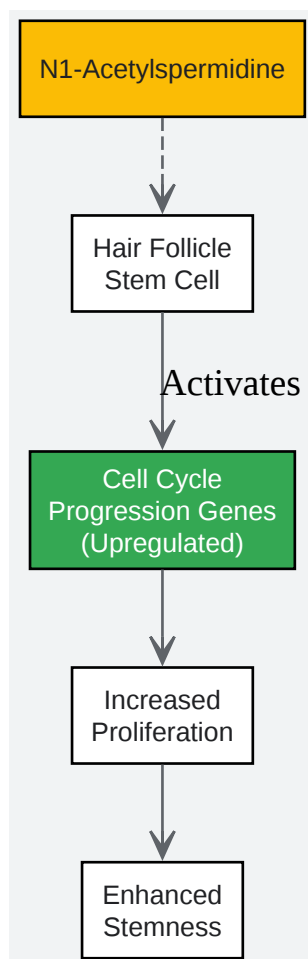 N1-Acetylspermidine
Hair Follicle
Stem Cell
Activates
Cell Cycle
Progression Genes
(Upregulated)
Increased
Proliferation
Enhanced
Stemness